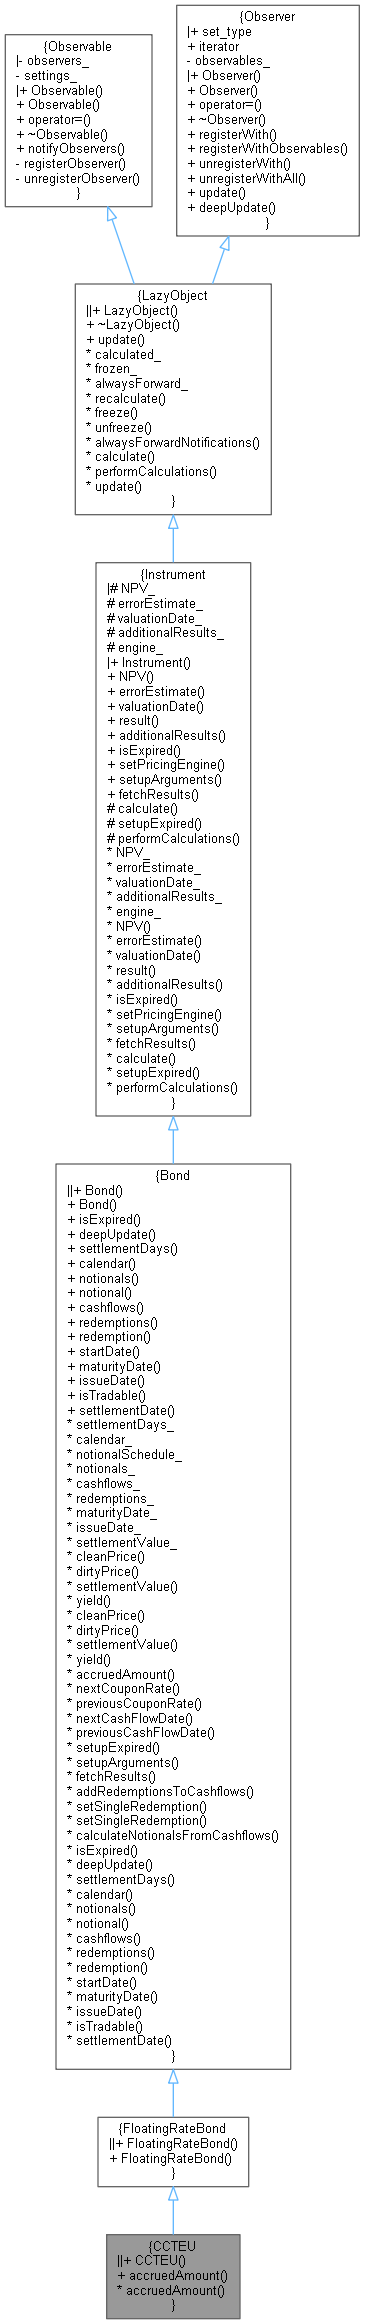 {Observable
|- observers_
- settings_
|+ Observable()
+ Observable()
+ operator=()
+ ~Observable()
+ notifyObservers()
- registerObserver()
- unregisterObserver()
}
{Observer
|+ set_type
+ iterator
- observables_
|+ Observer()
+ Observer()
+ operator=()
+ ~Observer()
+ registerWith()
+ registerWithObservables()
+ unregisterWith()
+ unregisterWithAll()
+ update()
+ deepUpdate()
}
{LazyObject
||+ LazyObject()
+ ~LazyObject()
+ update()
* calculated_
* frozen_
* alwaysForward_
* recalculate()
* freeze()
* unfreeze()
* alwaysForwardNotifications()
* calculate()
* performCalculations()
* update()
}
{Instrument
|# NPV_
# errorEstimate_
# valuationDate_
# additionalResults_
# engine_
|+ Instrument()
+ NPV()
+ errorEstimate()
+ valuationDate()
+ result()
+ additionalResults()
+ isExpired()
+ setPricingEngine()
+ setupArguments()
+ fetchResults()
# calculate()
# setupExpired()
# performCalculations()
* NPV_
* errorEstimate_
* valuationDate_
* additionalResults_
* engine_
* NPV()
* errorEstimate()
* valuationDate()
* result()
* additionalResults()
* isExpired()
* setPricingEngine()
* setupArguments()
* fetchResults()
* calculate()
* setupExpired()
* performCalculations()
}
{Bond
||+ Bond()
+ Bond()
+ isExpired()
+ deepUpdate()
+ settlementDays()
+ calendar()
+ notionals()
+ notional()
+ cashflows()
+ redemptions()
+ redemption()
+ startDate()
+ maturityDate()
+ issueDate()
+ isTradable()
+ settlementDate()
* settlementDays_
* calendar_
* notionalSchedule_
* notionals_
* cashflows_
* redemptions_
* maturityDate_
* issueDate_
* settlementValue_
* cleanPrice()
* dirtyPrice()
* settlementValue()
* yield()
* cleanPrice()
* dirtyPrice()
* settlementValue()
* yield()
* accruedAmount()
* nextCouponRate()
* previousCouponRate()
* nextCashFlowDate()
* previousCashFlowDate()
* setupExpired()
* setupArguments()
* fetchResults()
* addRedemptionsToCashflows()
* setSingleRedemption()
* setSingleRedemption()
* calculateNotionalsFromCashflows()
* isExpired()
* deepUpdate()
* settlementDays()
* calendar()
* notionals()
* notional()
* cashflows()
* redemptions()
* redemption()
* startDate()
* maturityDate()
* issueDate()
* isTradable()
* settlementDate()
}
{FloatingRateBond
||+ FloatingRateBond()
+ FloatingRateBond()
}
{CCTEU
||+ CCTEU()
+ accruedAmount()
* accruedAmount()
}